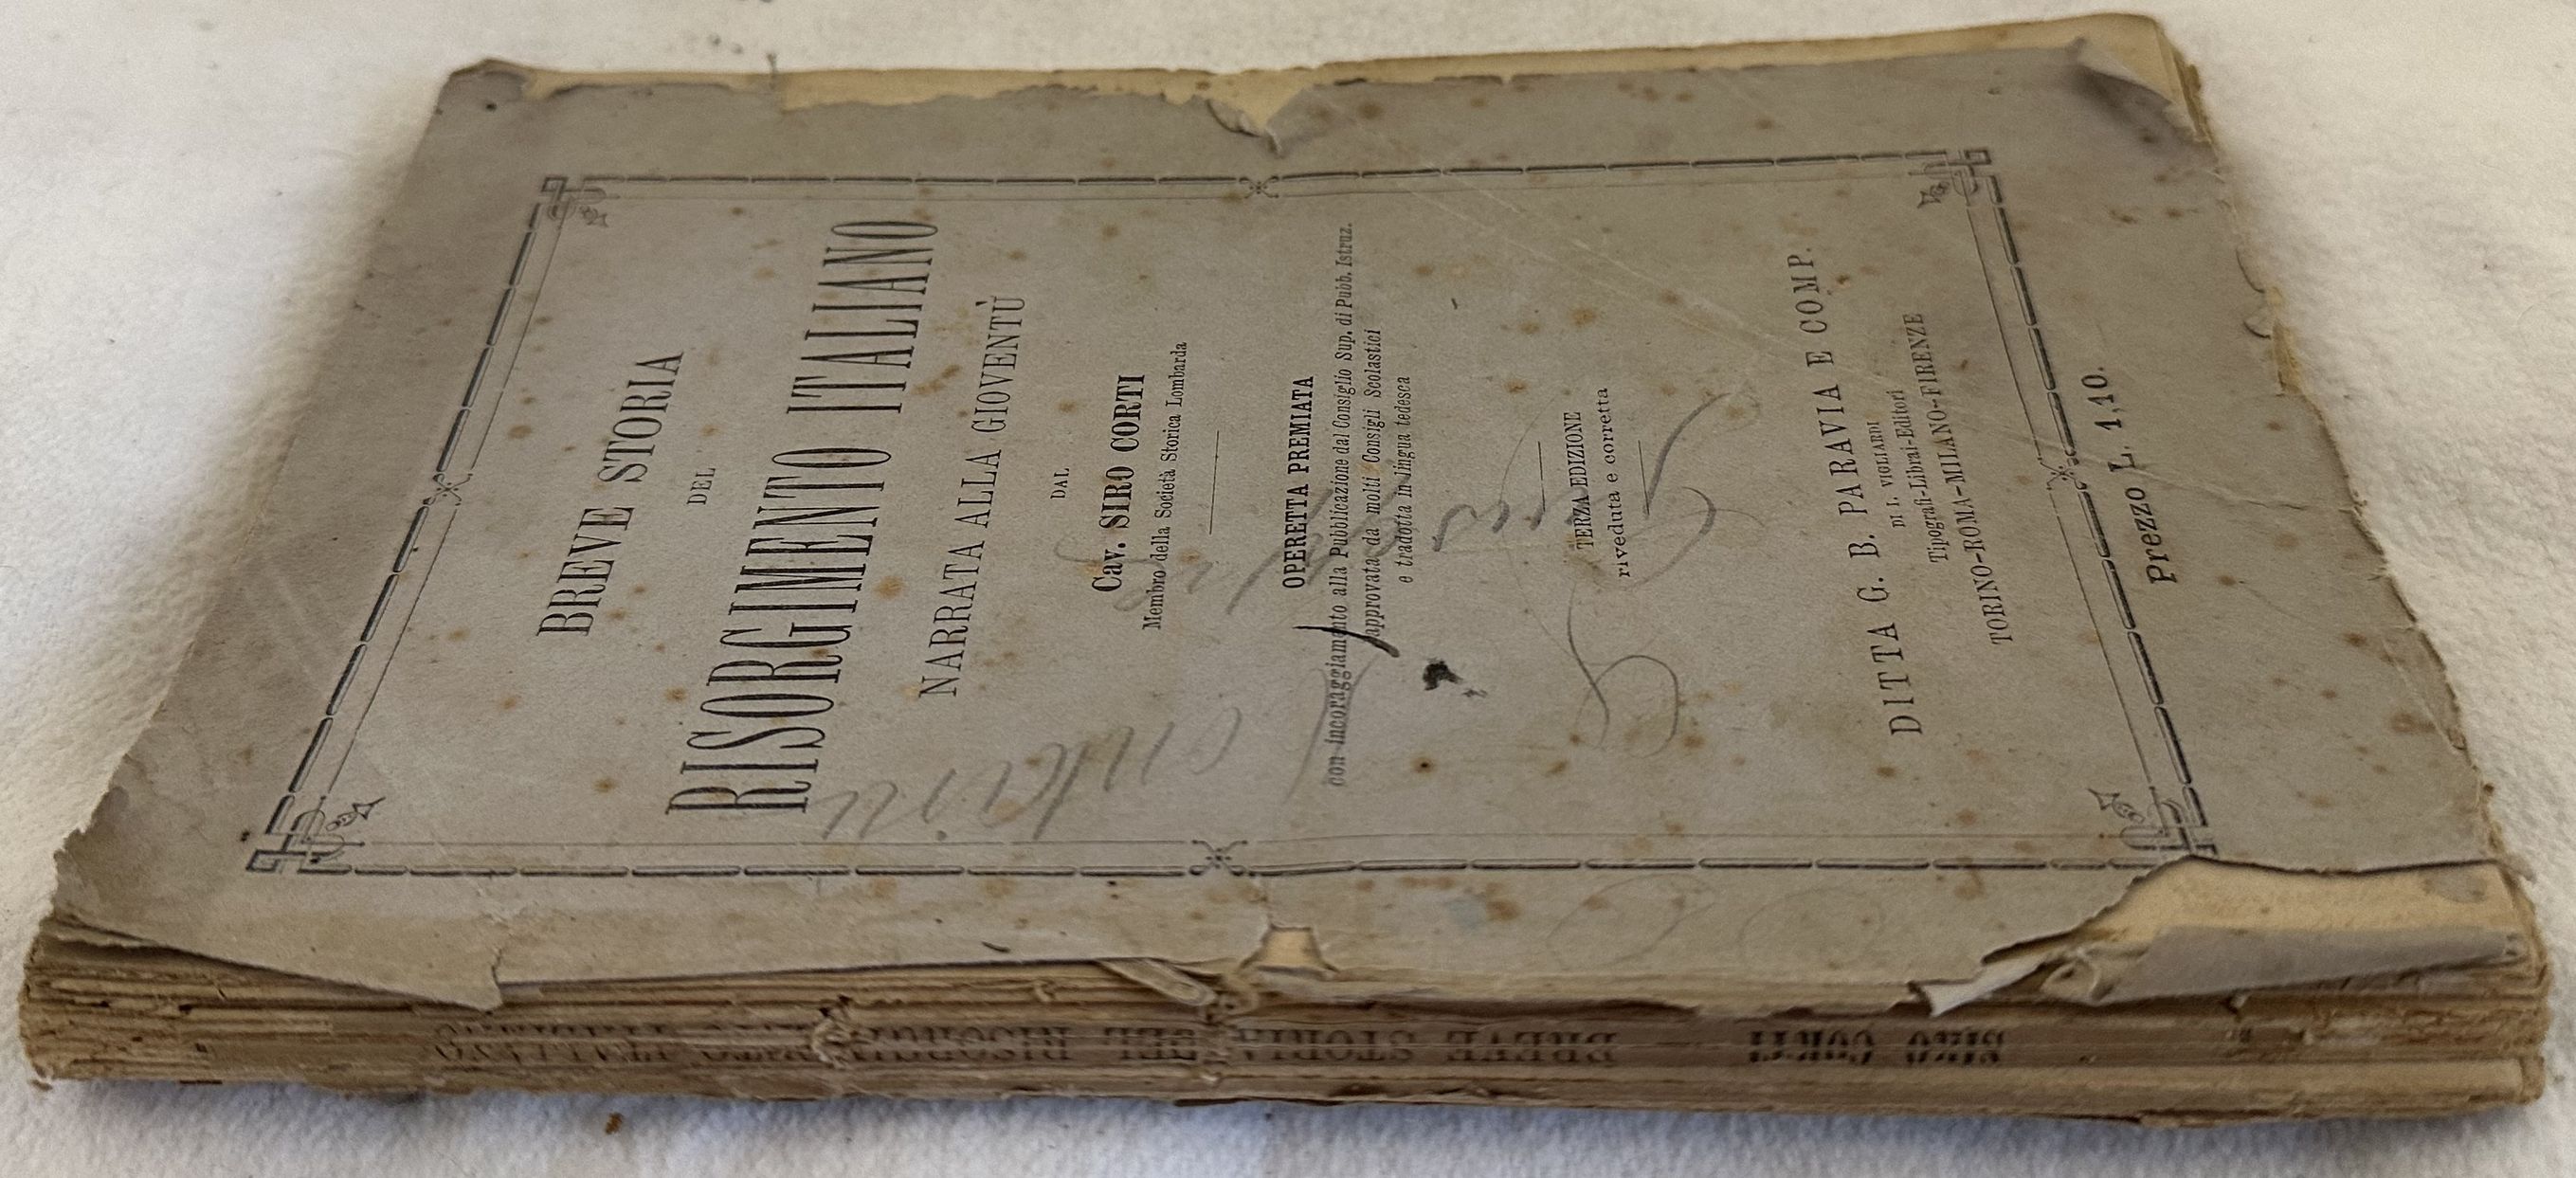 BREVE STORIA
DEL
RISORGIMENTO ITALIANO
NARRATA ALLA GIOVENTÙ
DAL
Cav. SIRO CORTI
Membro della Società Storica Lombarda
OPERETTA PREMIATA
con incoraggiamento alla Pubblicazione dal Consiglio Sup. di Pubb. Istruz.
approvata da molti Consigli Scolastici
e tradotta in lingua tedesca
TERZA EDIZIONE
riveduta e corretta
DITTA G. B. PARAVIA E COMP.
DI I. VIGLIARDI
Tipografi-Librai-Editori
TORINO-ROMA-MILANO-FIRENZE
Prezzo L. 1,10.
SIRO CORTI — BREVE STORIA DEL RISORGIMENTO ITALIANO